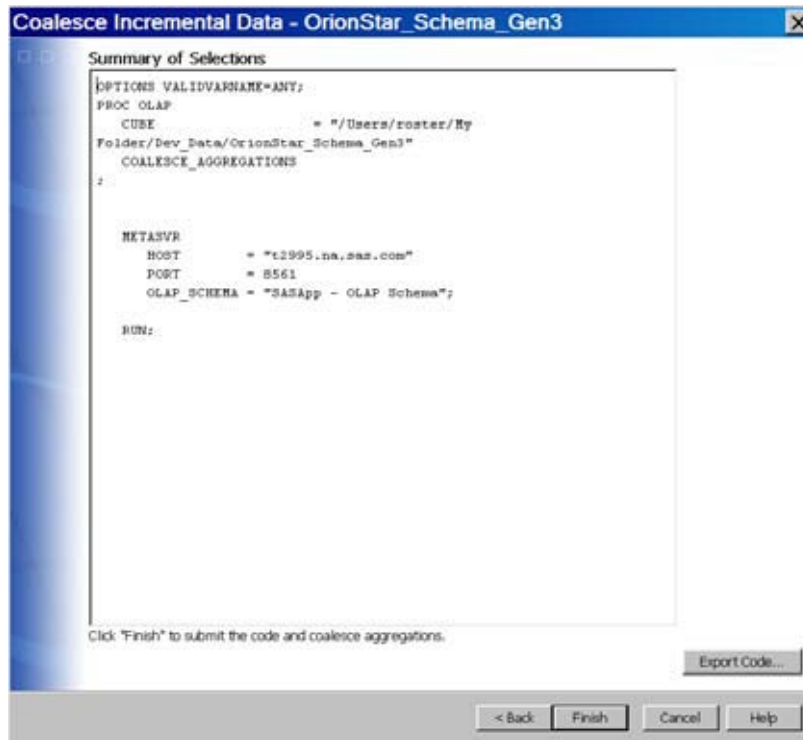 Coalesce Incremental Data - OrionStar_Schema_Gen3
Summary of Selections
OPTIONS VALIDVARNAME=ANY;
PROC OLAP
CUBE = "/Users/roster/My
Folder/Dev_Data/OrionStar_Schema_Gen3"
COALESCE_AGGREGATIONS
;
METASVR
HOST = "t2995.na.sas.com"
PORT = 8561
OLAP_SCHEMA = "SASApp - OLAP Schema";
RUN;
Click "Finish" to submit the code and coalesce aggregations.
Export Code...
< Back Finish Cancel Help